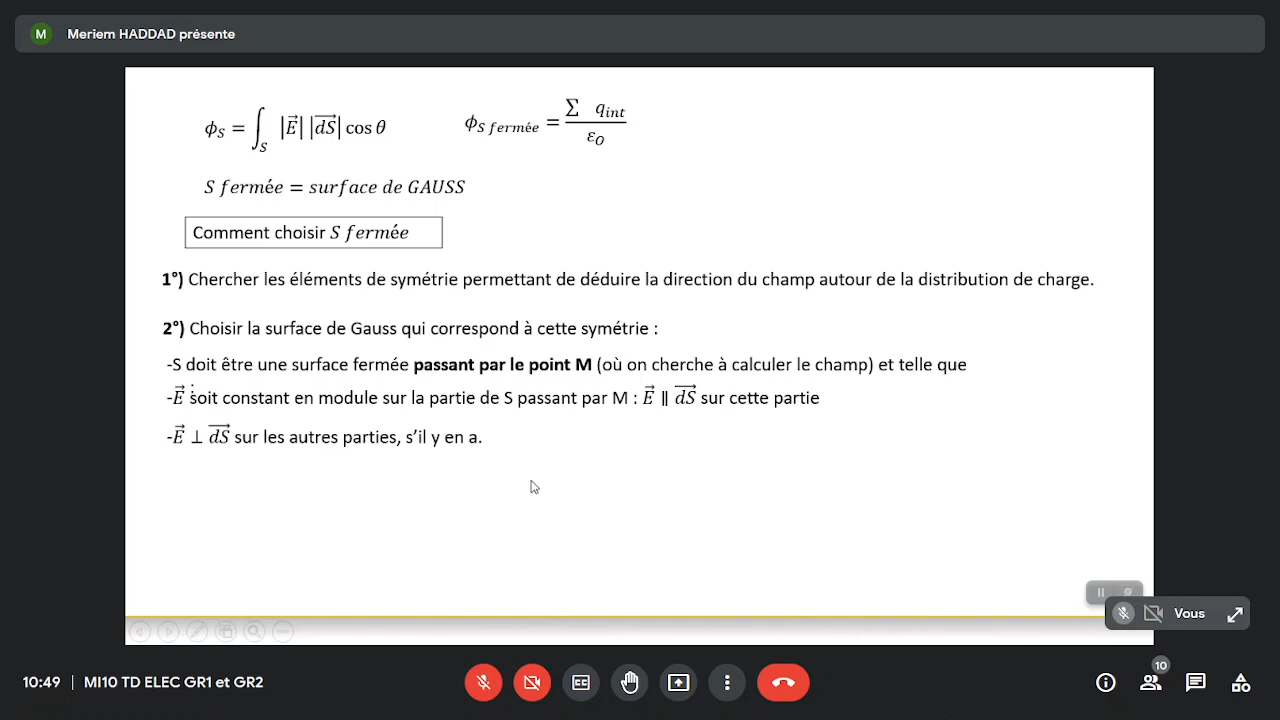 M Meriem HADDAD présente
ϕ_S = ∫_S |E⃗| |dS⃗| cos θ    ϕ_{S fermée} = (∑ q_int)/ε_O
S fermée = surface de GAUSS
Comment choisir S fermée
1°) Chercher les éléments de symétrie permettant de déduire la direction du champ autour de la distribution de charge.
2°) Choisir la surface de Gauss qui correspond à cette symétrie :
-S doit être une surface fermée passant par le point M (où on cherche à calculer le champ) et telle que
-E⃗ soit constant en module sur la partie de S passant par M : E⃗ ∥ dS⃗ sur cette partie
-E⃗ ⊥ dS⃗ sur les autres parties, s’il y en a.
Vous
10:49 | MI10 TD ELEC GR1 et GR2
10